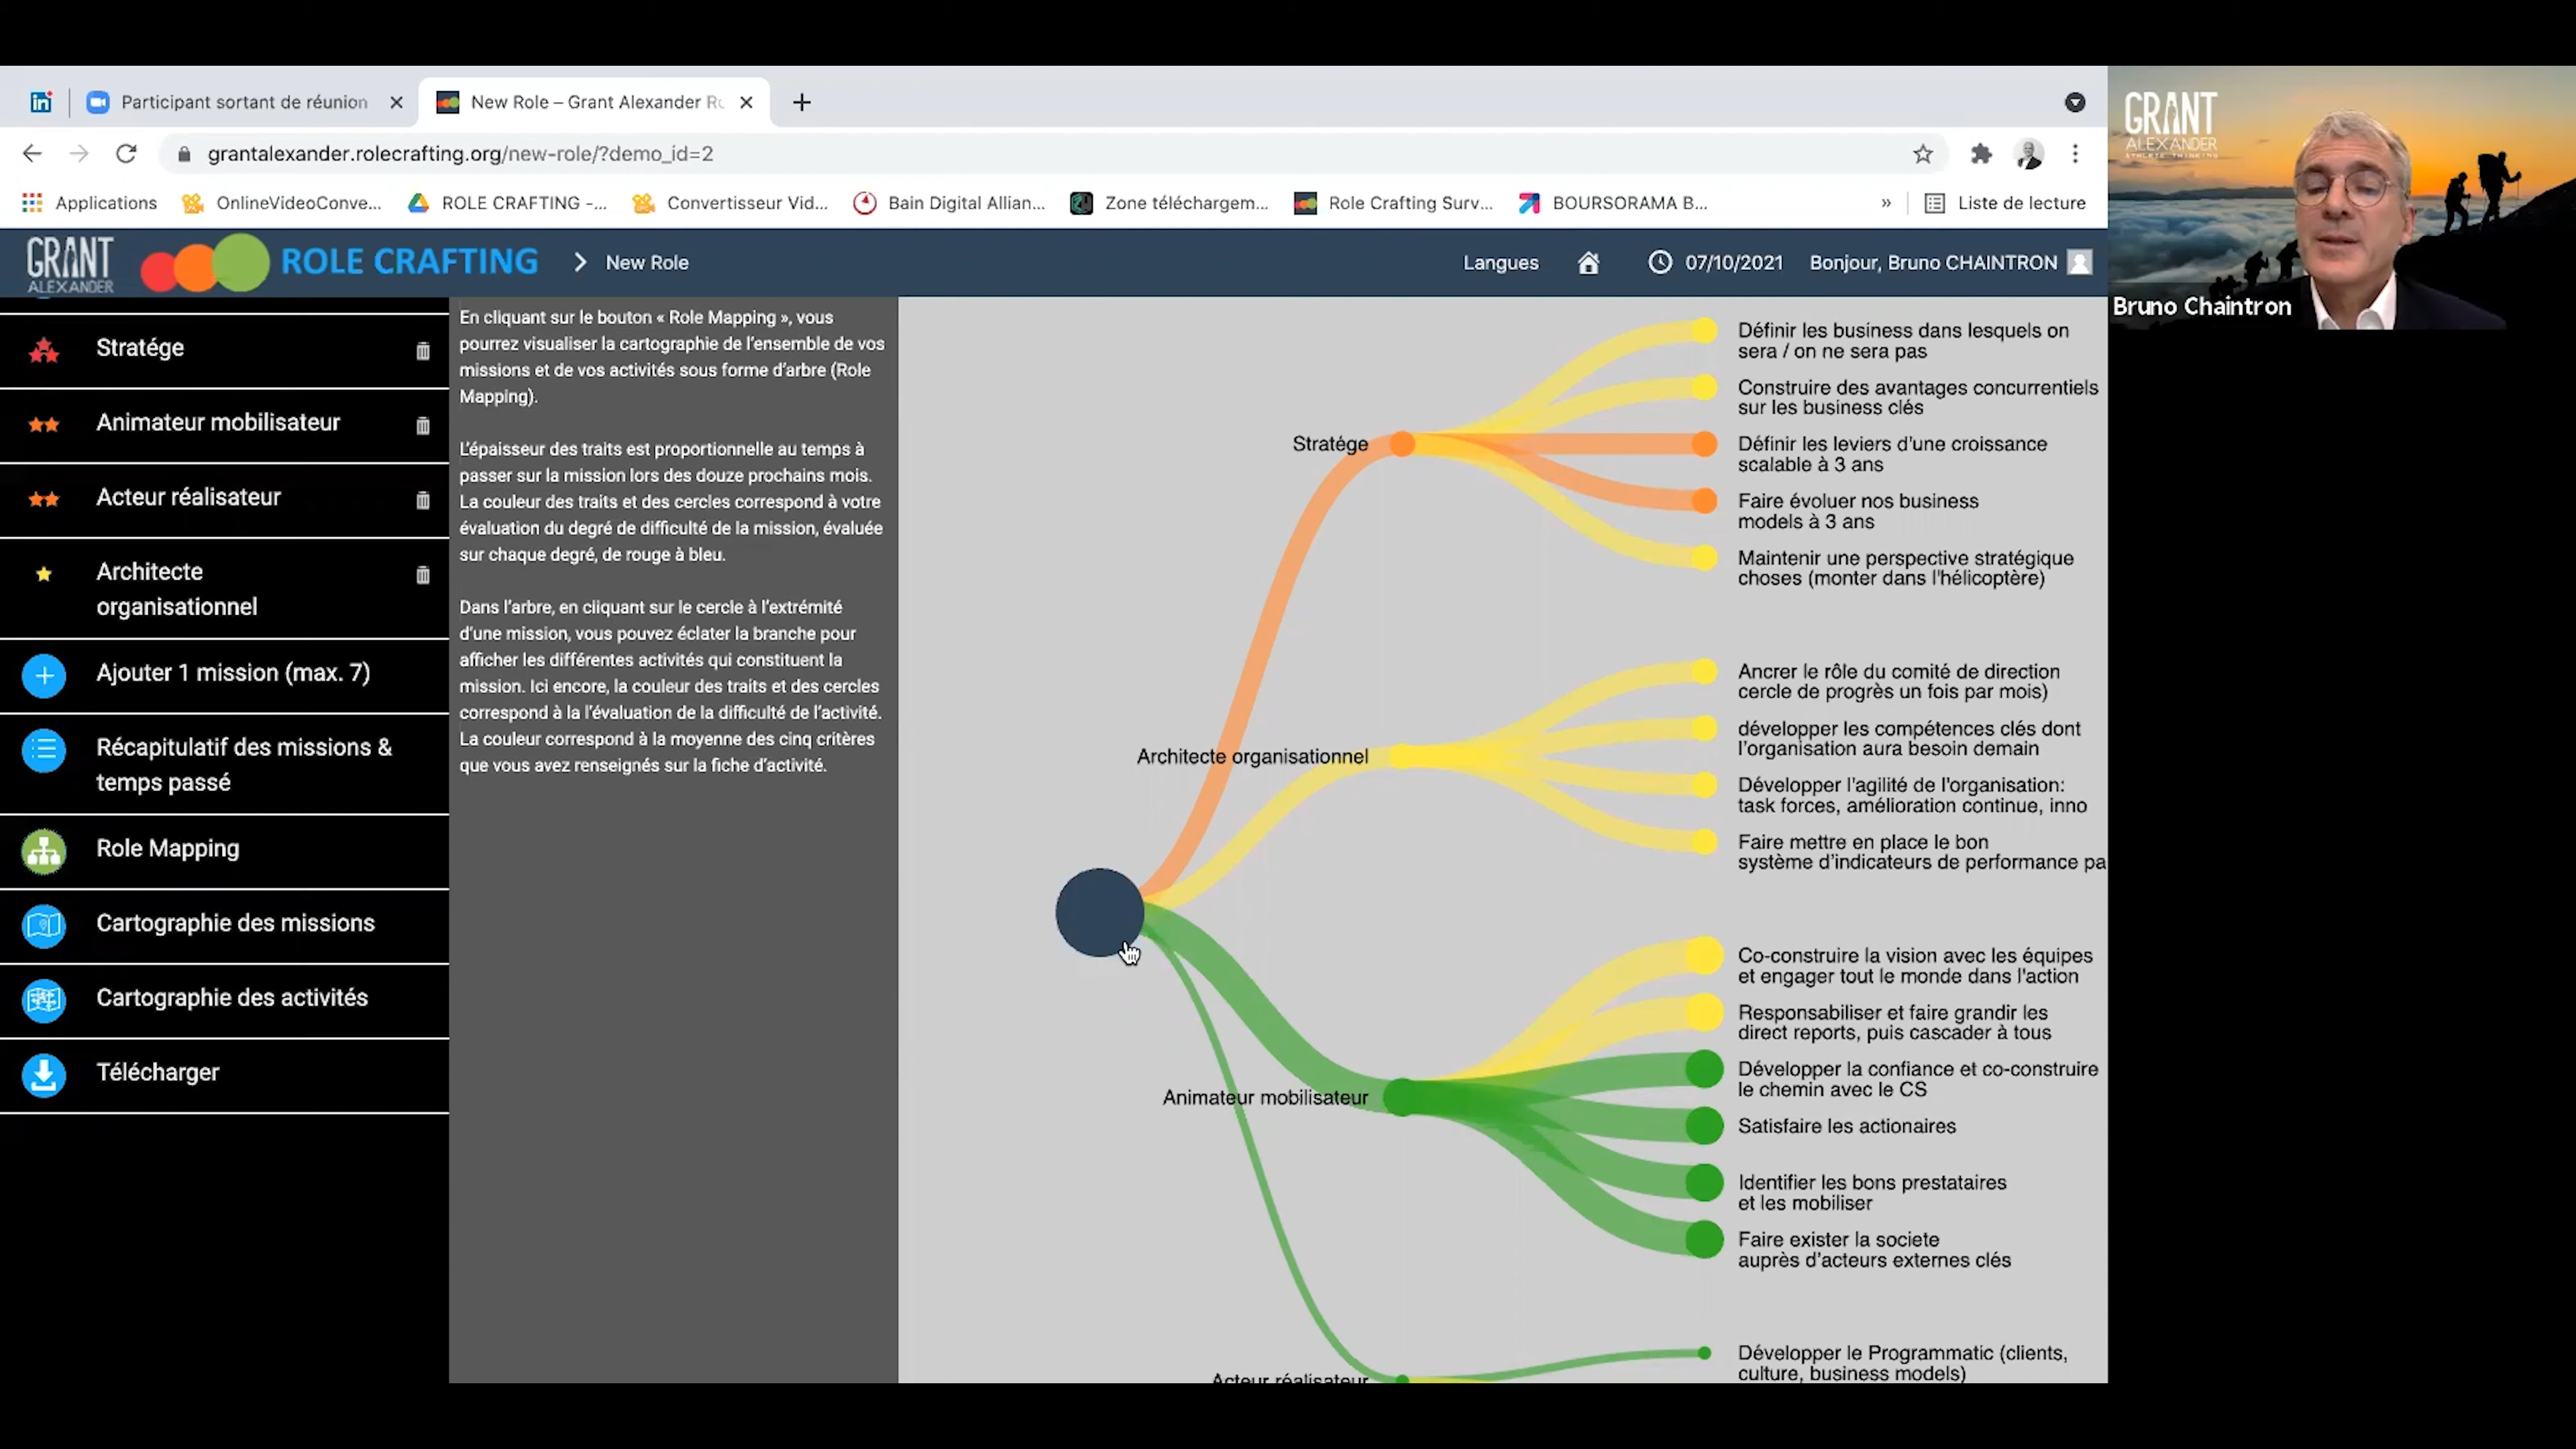 Participant sortant de réunion
New Role – Grant Alexander Ro
grantalexander.rolecrafting.org/new-role/?demo_id=2
Applications
OnlineVideoConve...
ROLE CRAFTING -...
Convertisseur Vid...
Bain Digital Allian...
Zone téléchargem...
Role Crafting Surv...
BOURSORAMA B...
»
Liste de lecture
GRANT
ALEXANDER
ROLE CRAFTING
New Role
Langues
07/10/2021
Bonjour, Bruno CHAINTRON
GRANT
ALEXANDER
ATHLETE THINKING
Bruno Chaintron
Stratége
Animateur mobilisateur
Acteur réalisateur
Architecte
organisationnel
Ajouter 1 mission (max. 7)
Récapitulatif des missions &
temps passé
Role Mapping
Cartographie des missions
Cartographie des activités
Télécharger
En cliquant sur le bouton « Role Mapping », vous
pourrez visualiser la cartographie de l'ensemble de vos
missions et de vos activités sous forme d'arbre (Role
Mapping).
L'épaisseur des traits est proportionnelle au temps à
passer sur la mission lors des douze prochains mois.
La couleur des traits et des cercles correspond à votre
évaluation du degré de difficulté de la mission, évaluée
sur chaque degré, de rouge à bleu.
Dans l'arbre, en cliquant sur le cercle à l'extrémité
d'une mission, vous pouvez éclater la branche pour
afficher les différentes activités qui constituent la
mission. Ici encore, la couleur des traits et des cercles
correspond à la l'évaluation de la difficulté de l'activité.
La couleur correspond à la moyenne des cinq critères
que vous avez renseignés sur la fiche d'activité.
Stratége
Définir les business dans lesquels on
sera / on ne sera pas
Construire des avantages concurrentiels
sur les business clés
Définir les leviers d'une croissance
scalable à 3 ans
Faire évoluer nos business
models à 3 ans
Maintenir une perspective stratégique
choses (monter dans l'hélicoptère)
Architecte organisationnel
Ancrer le rôle du comité de direction
cercle de progrès un fois par mois)
développer les compétences clés dont
l'organisation aura besoin demain
Développer l'agilité de l'organisation:
task forces, amélioration continue, inno
Faire mettre en place le bon
système d'indicateurs de performance pa
Animateur mobilisateur
Co-construire la vision avec les équipes
et engager tout le monde dans l'action
Responsabiliser et faire grandir les
direct reports, puis cascader à tous
Développer la confiance et co-construire
le chemin avec le CS
Satisfaire les actionaires
Identifier les bons prestataires
et les mobiliser
Faire exister la societe
auprès d'acteurs externes clés
Acteur réalisateur
Développer le Programmatic (clients,
culture, business models)